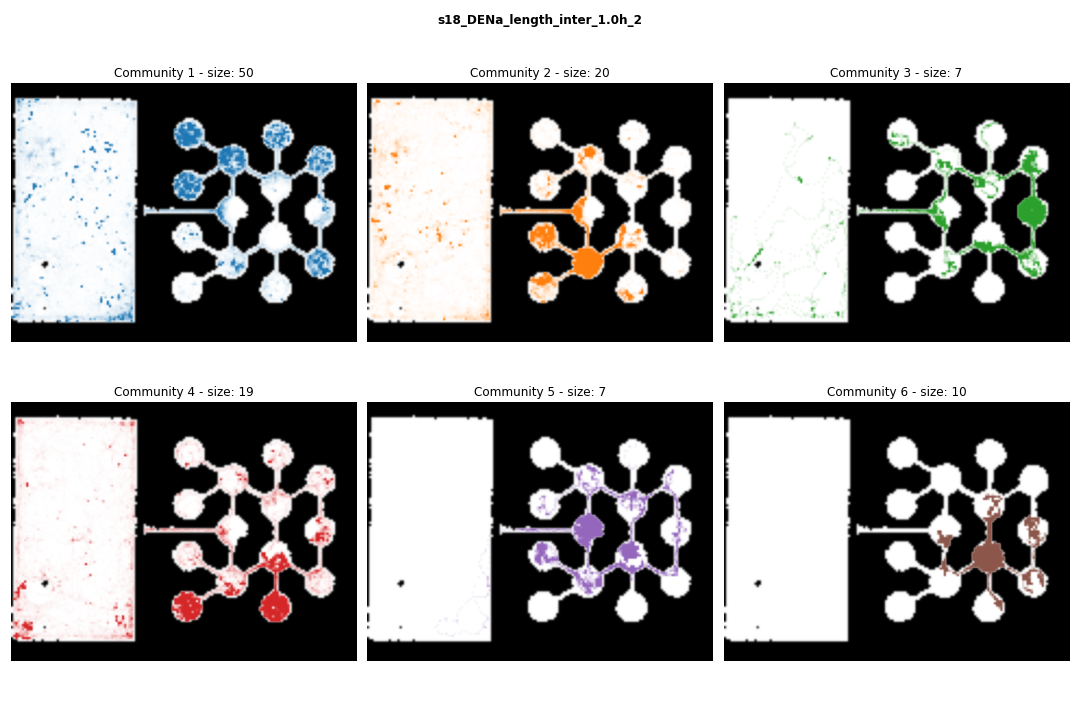 s18_DENa_length_inter_1.0h_2
Community 1 - size: 50
Community 2 - size: 20
Community 3 - size: 7
Community 4 - size: 19
Community 5 - size: 7
Community 6 - size: 10